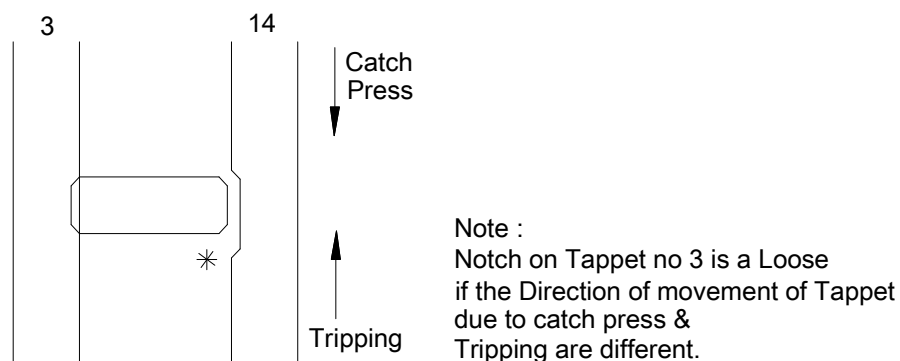 3
14
Catch
Press
Tripping
Note :
Notch on Tappet no 3 is a Loose
if the Direction of movement of Tappet
due to catch press &
Tripping are different.